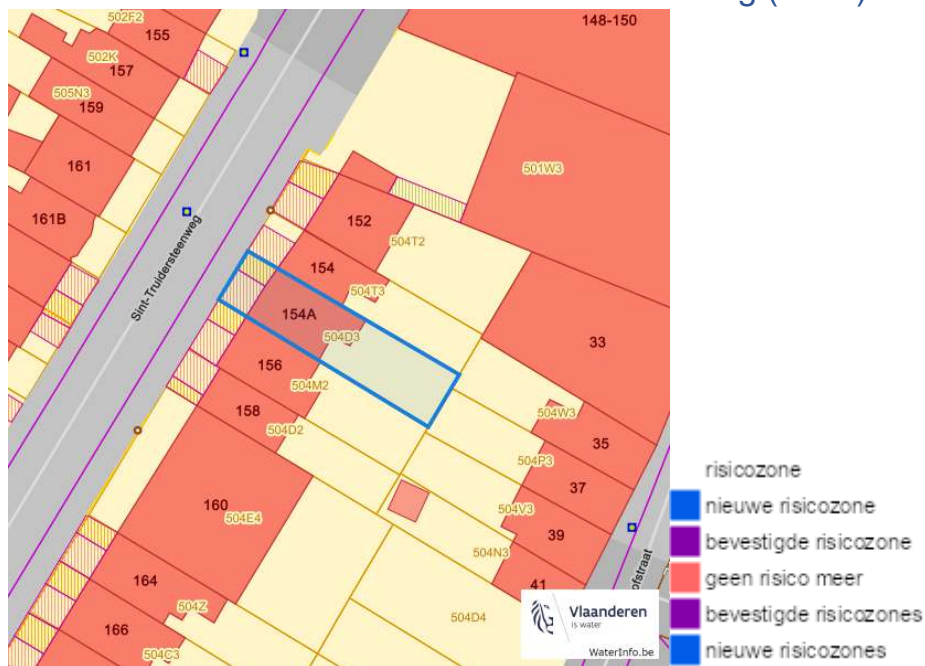 148-150
502F2
155
502K
157
505N3
159
161
161B
501W3
152
504T2
154
504T3
154A
504D3
33
156
504M2
158
504D2
504W3
35
504P3
37
504V3
39
504N3
41
160
504E4
164
504Z
504D4
166
504C3
Sint-Truidersteenweg
ofstraat
Vlaanderen
is water
WaterInfo.be
risicozone
nieuwe risicozone
bevestigde risicozone
geen risico meer
bevestigde risicozones
nieuwe risicozones